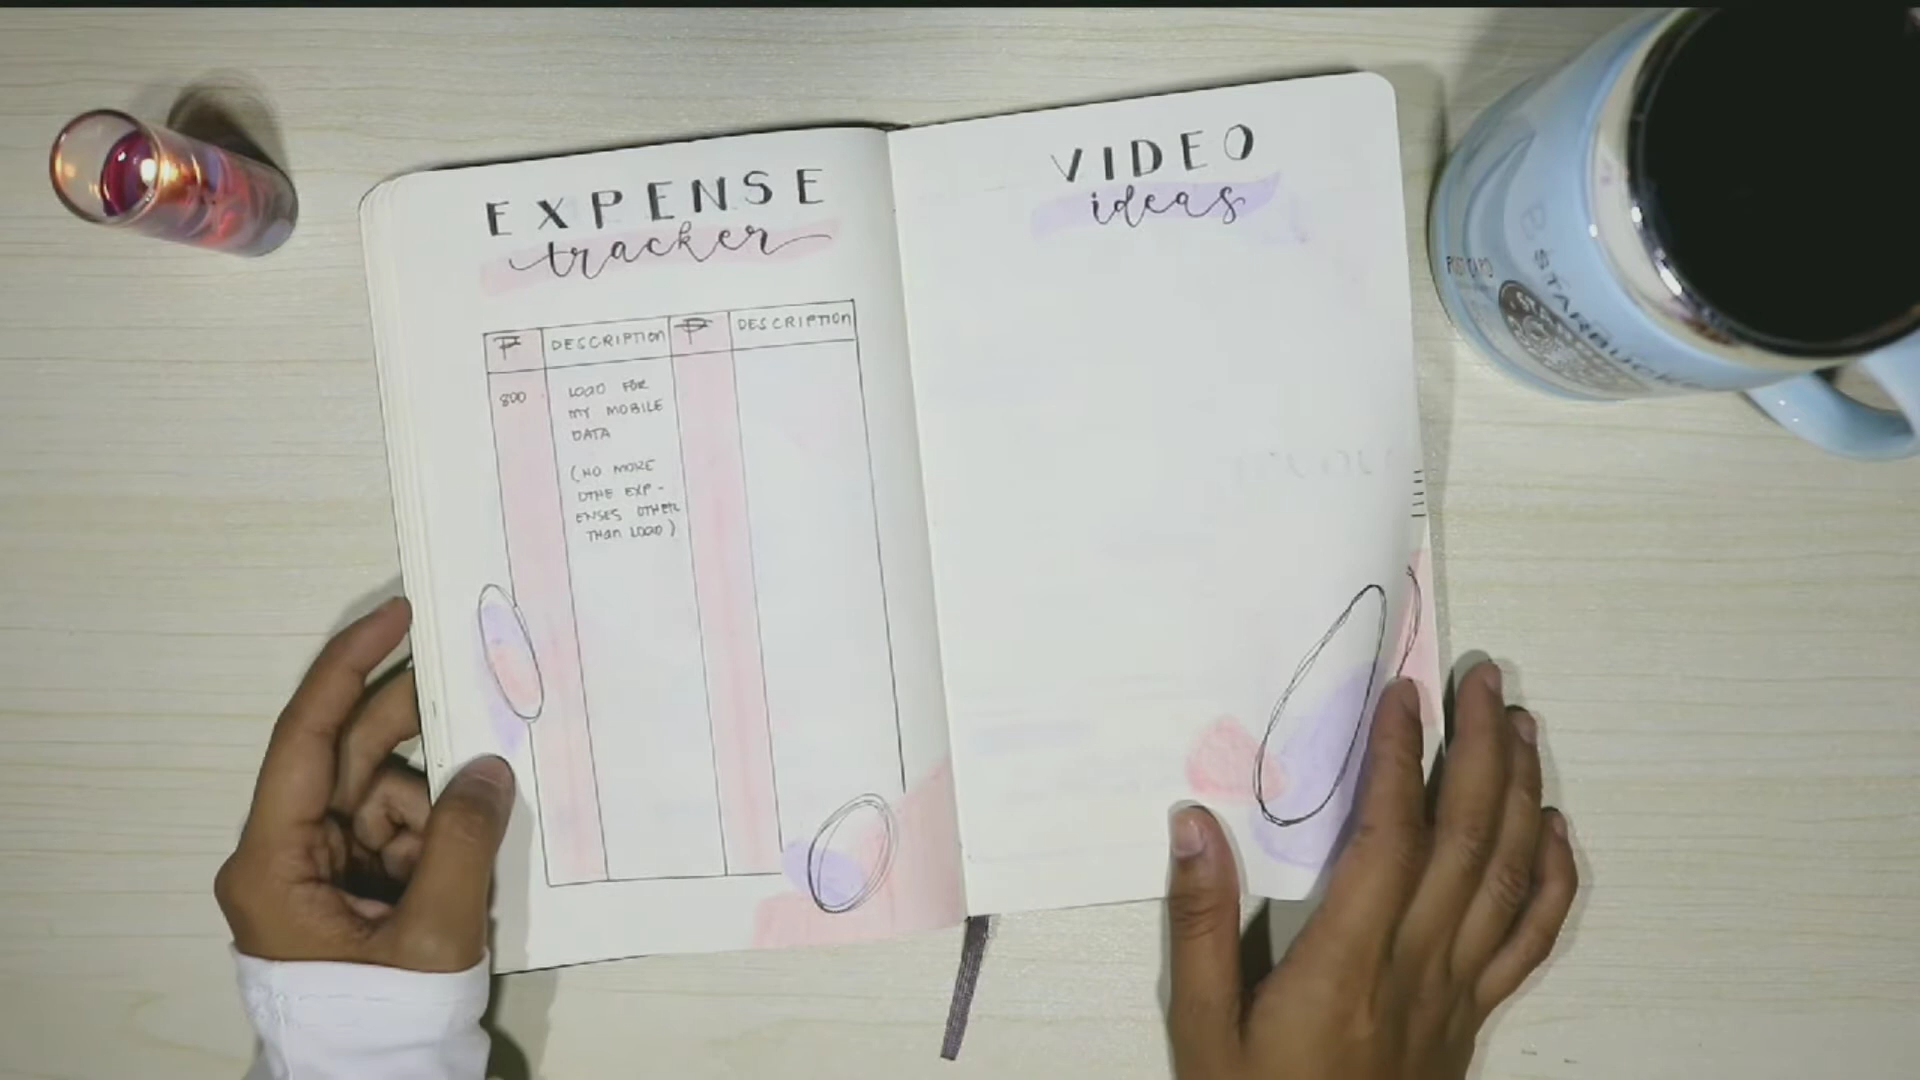 EXPENSE
tracker
₱ DESCRIPTION ₱ DESCRIPTION
800 LOAD FOR
MY MOBILE
DATA
(NO MORE
OTHE EXP-
ENSES OTHER
THAN LOAD)
VIDEO
ideas
STARBUCKS